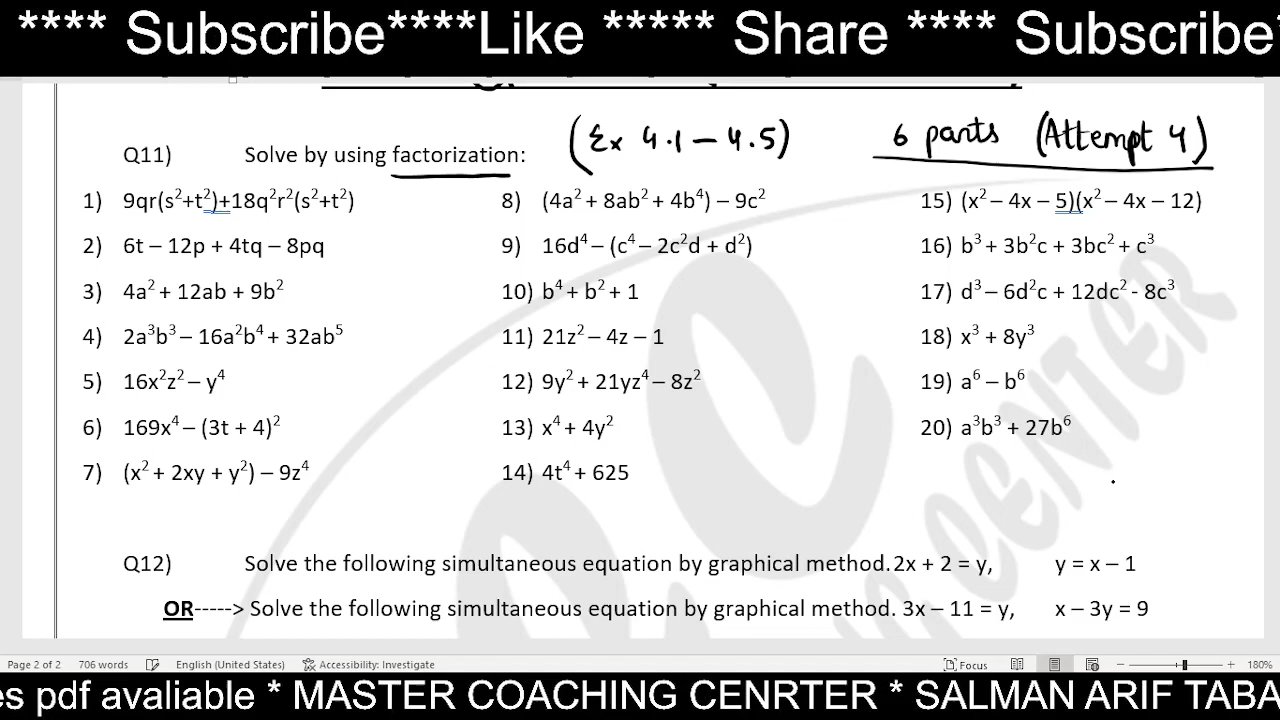 **** Subscribe****Like ***** Share **** Subscribe*
(Ex 4.1 – 4.5) 6 parts (Attempt 4)
Q11) Solve by using factorization:
1) 9qr(s²+t²)+18q²r²(s²+t²)
2) 6t – 12p + 4tq – 8pq
3) 4a² + 12ab + 9b²
4) 2a³b³ – 16a²b⁴ + 32ab⁵
5) 16x²z² – y⁴
6) 169x⁴ – (3t + 4)²
7) (x² + 2xy + y²) – 9z⁴
8) (4a² + 8ab² + 4b⁴) – 9c²
9) 16d⁴ – (c⁴ – 2c²d + d²)
10) b⁴ + b² + 1
11) 21z² – 4z – 1
12) 9y² + 21yz⁴ – 8z²
13) x⁴ + 4y²
14) 4t⁴ + 625
15) (x² – 4x – 5)(x² – 4x – 12)
16) b³ + 3b²c + 3bc² + c³
17) d³ – 6d²c + 12dc² - 8c³
18) x³ + 8y³
19) a⁶ – b⁶
20) a³b³ + 27b⁶
Q12) Solve the following simultaneous equation by graphical method. 2x + 2 = y, y = x – 1
OR-----> Solve the following simultaneous equation by graphical method. 3x – 11 = y, x – 3y = 9
CENTER
Page 2 of 2 706 words English (United States) Accessibility: Investigate Focus 180%
es pdf avaliable * MASTER COACHING CENRTER * SALMAN ARIF TABA